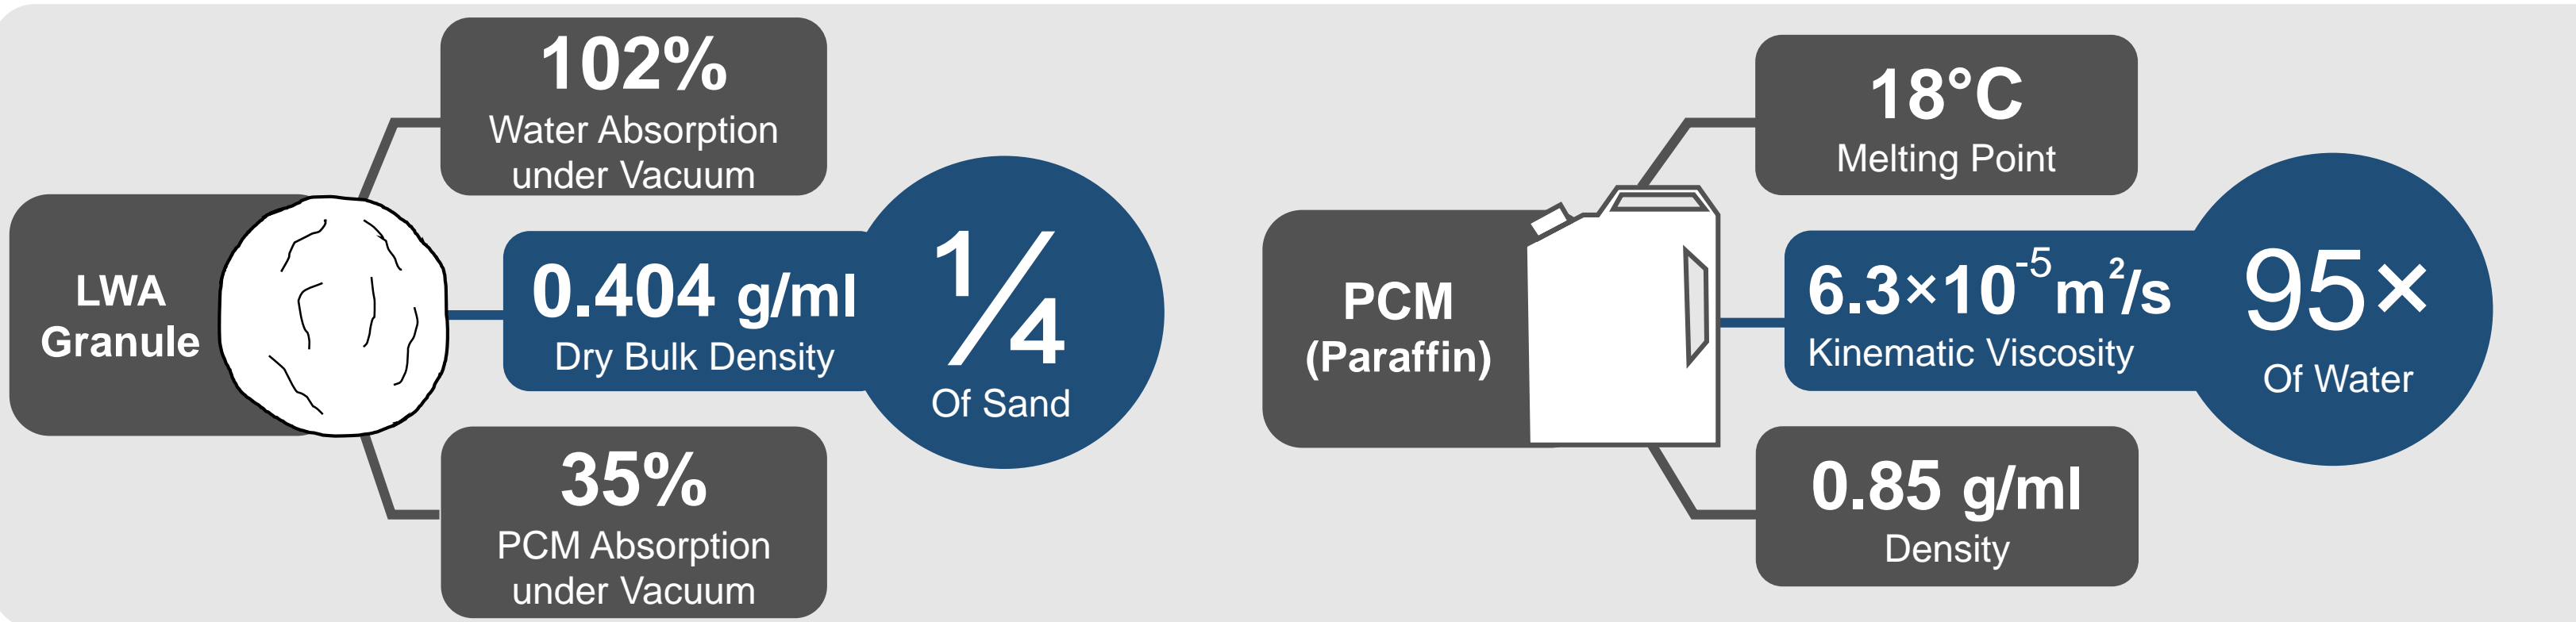 LWA
Granule
102%
Water Absorption
under Vacuum
0.404 g/ml
Dry Bulk Density
¼
Of Sand
35%
PCM Absorption
under Vacuum
PCM
(Paraffin)
18°C
Melting Point
6.3×10⁻⁵m²/s
Kinematic Viscosity
95×
Of Water
0.85 g/ml
Density